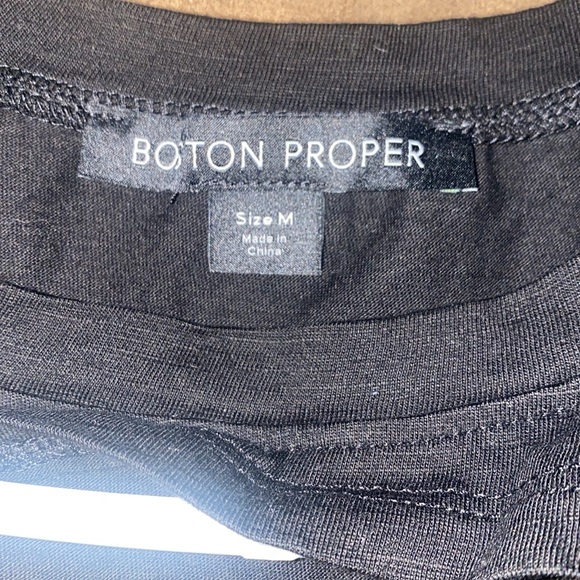 BOTON PROPER
Size M
Made in
China